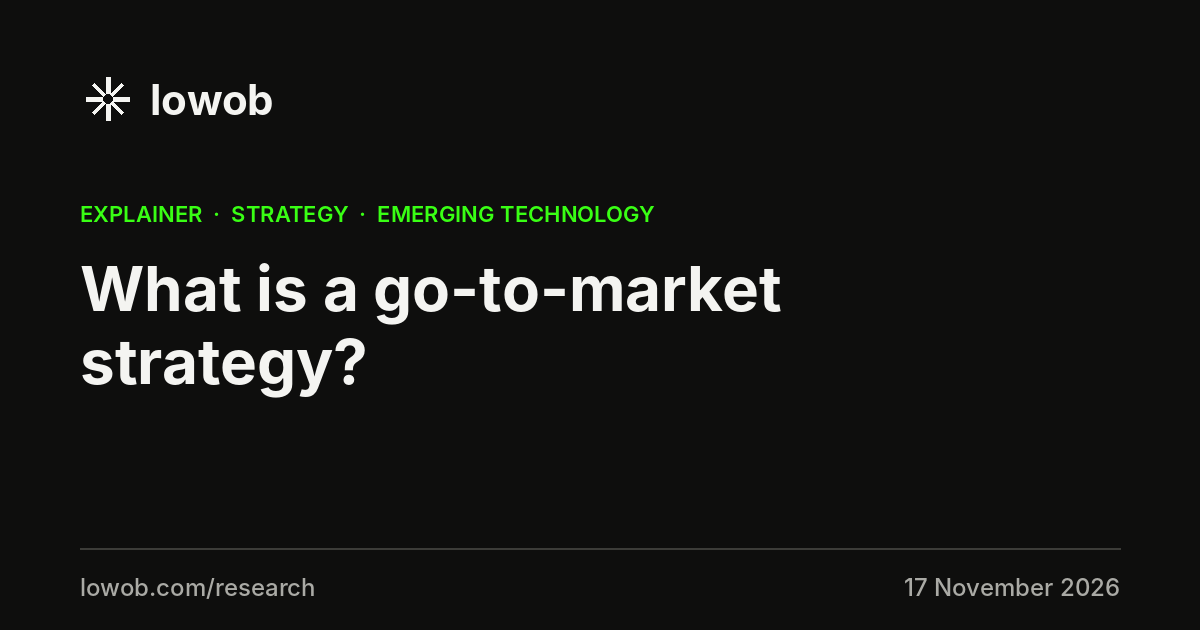 lowob
EXPLAINER · STRATEGY · EMERGING TECHNOLOGY
What is a go-to-market
strategy?
lowob.com/research
17 November 2026